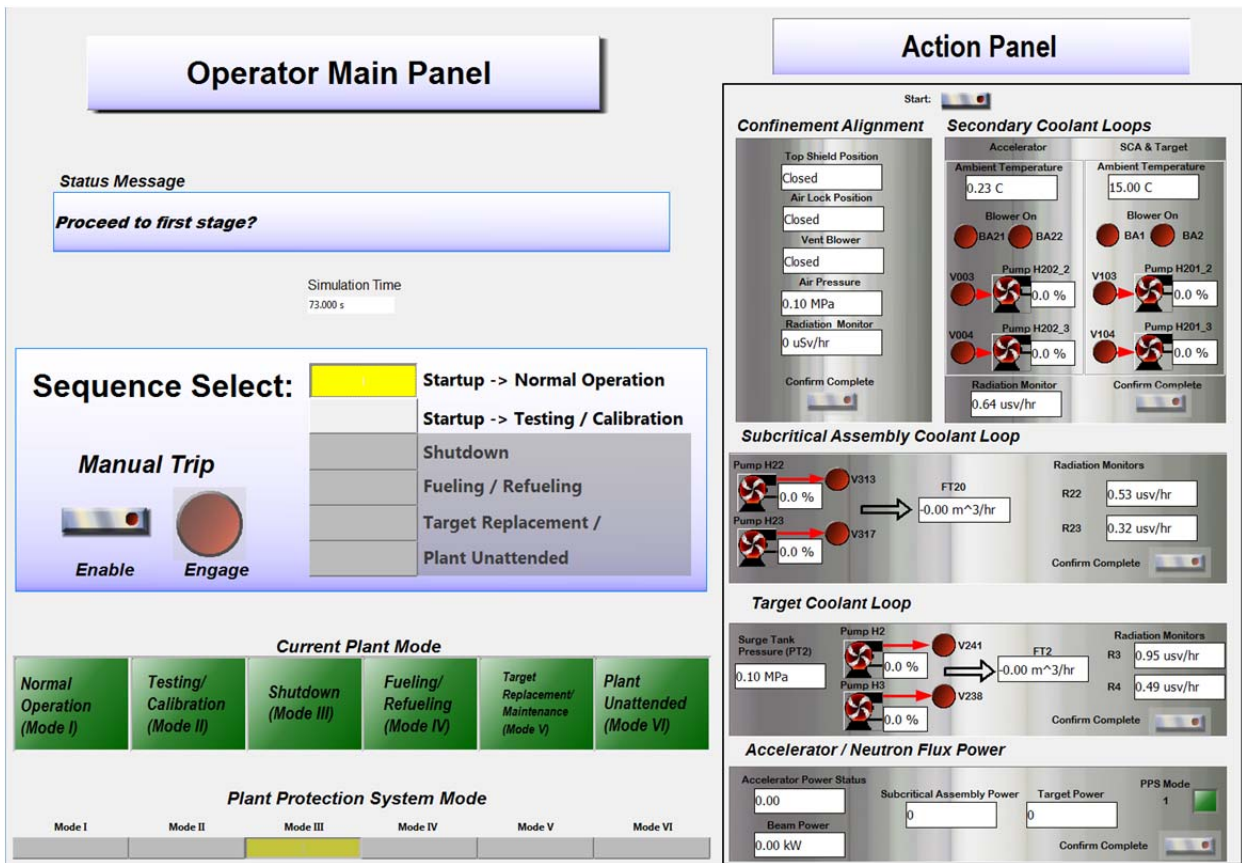 Operator Main Panel
Status Message
Proceed to first stage?
Simulation Time
73.000 s
Sequence Select:
Startup -> Normal Operation
Startup -> Testing / Calibration
Shutdown
Fueling / Refueling
Target Replacement /
Plant Unattended
Manual Trip
Enable
Engage
Current Plant Mode
Normal
Operation
(Mode I)
Testing/
Calibration
(Mode II)
Shutdown
(Mode III)
Fueling/
Refueling
(Mode IV)
Target
Replacement/
Maintenance
(Mode V)
Plant
Unattended
(Mode VI)
Plant Protection System Mode
Mode I
Mode II
Mode III
Mode IV
Mode V
Mode VI
Action Panel
Start:
Confinement Alignment
Top Shield Position
Closed
Air Lock Position
Closed
Vent Blower
Closed
Air Pressure
0.10 MPa
Radiation Monitor
0 uSv/hr
Confirm Complete
Secondary Coolant Loops
Accelerator
Ambient Temperature
0.23 C
Blower On
BA21
BA22
V003
Pump H202_2
0.0 %
V004
Pump H202_3
0.0 %
Radiation Monitor
0.64 usv/hr
SCA & Target
Ambient Temperature
15.00 C
Blower On
BA1
BA2
V103
Pump H201_2
0.0 %
V104
Pump H201_3
0.0 %
Confirm Complete
Subcritical Assembly Coolant Loop
Pump H22
0.0 %
V313
Pump H23
0.0 %
V317
FT20
-0.00 m^3/hr
Radiation Monitors
R22
0.53 usv/hr
R23
0.32 usv/hr
Confirm Complete
Target Coolant Loop
Surge Tank
Pressure (PT2)
0.10 MPa
Pump H2
0.0 %
V241
Pump H3
0.0 %
V238
FT2
-0.00 m^3/hr
Radiation Monitors
R3
0.95 usv/hr
R4
0.49 usv/hr
Confirm Complete
Accelerator / Neutron Flux Power
Accelerator Power Status
0.00
Beam Power
0.00 kW
Subcritical Assembly Power
0
Target Power
0
PPS Mode
1
Confirm Complete